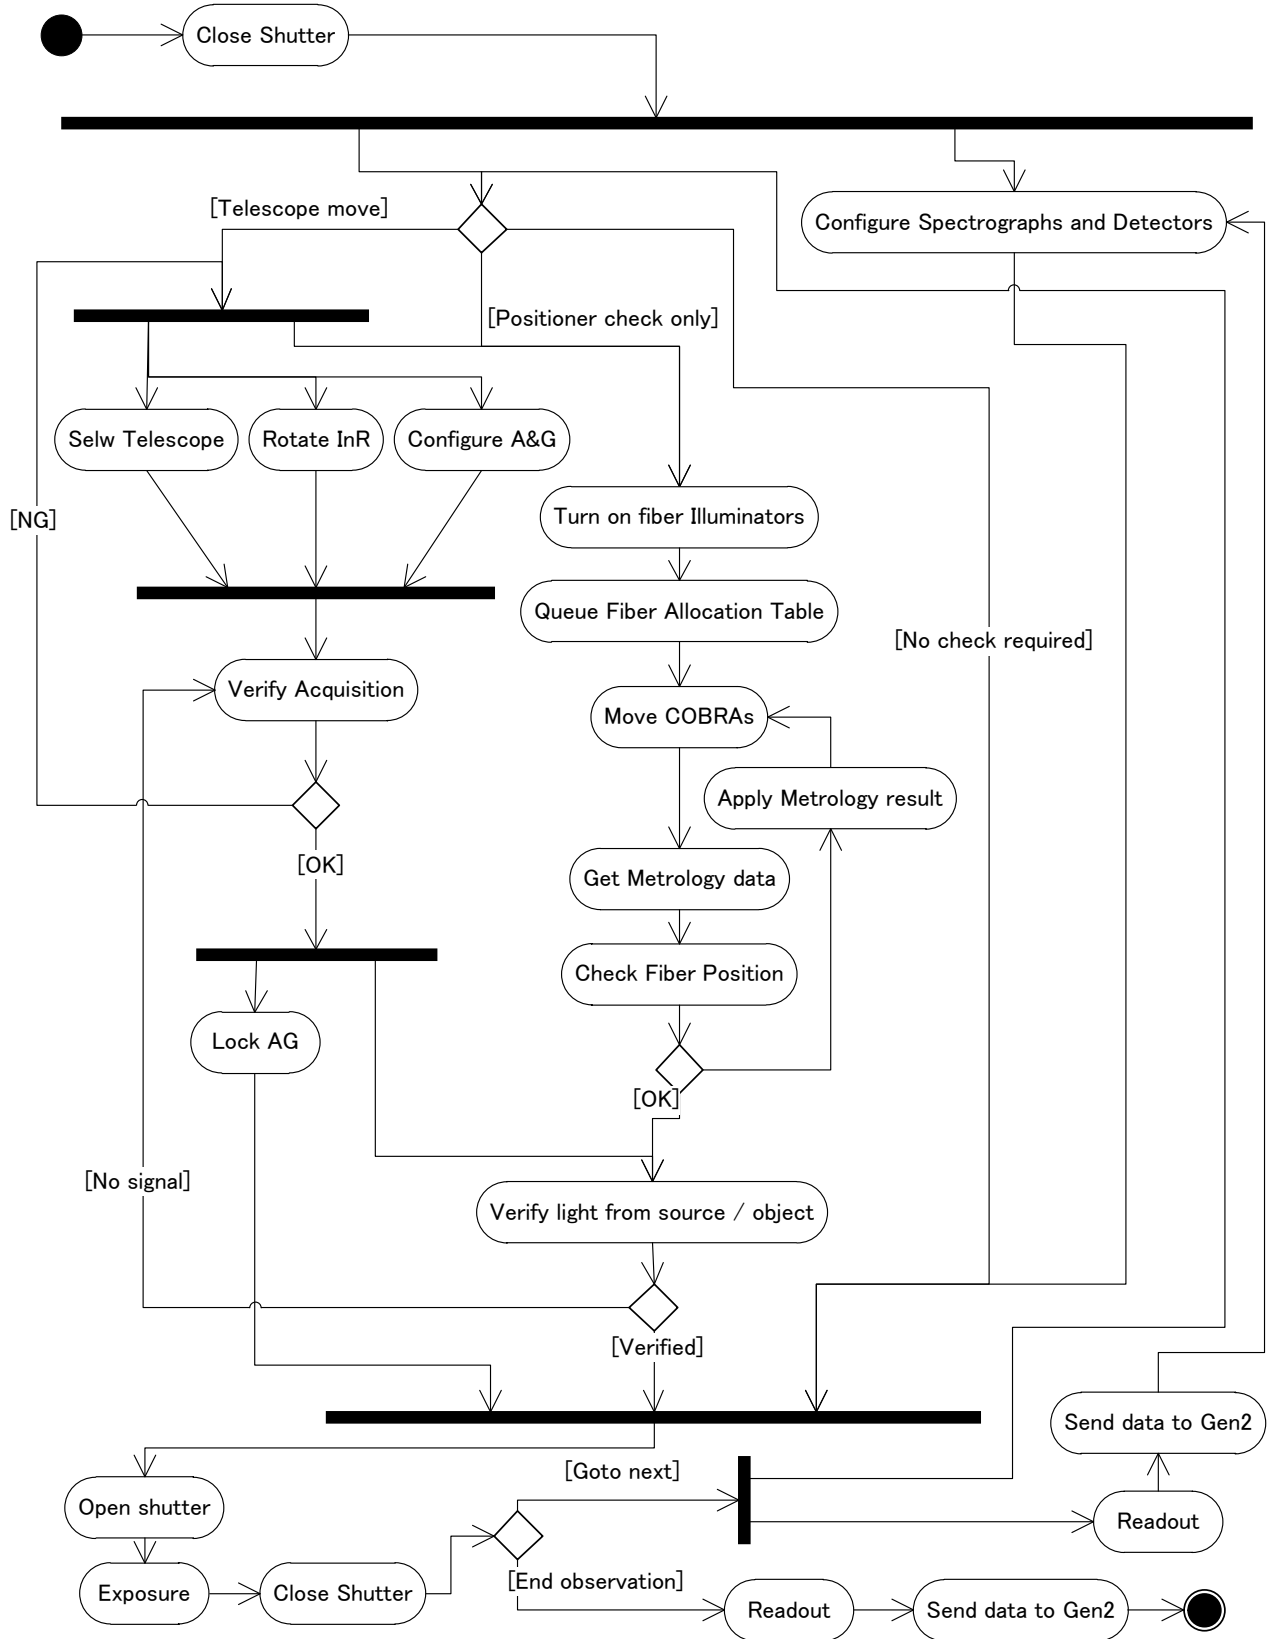 Close Shutter
[Telescope move]
Configure Spectrographs and Detectors
[Positioner check only]
Selw Telescope
Rotate InR
Configure A&G
[NG]
Turn on fiber Illuminators
Queue Fiber Allocation Table
[No check required]
Verify Acquisition
Move COBRAs
Apply Metrology result
[OK]
Get Metrology data
Check Fiber Position
Lock AG
[OK]
[No signal]
Verify light from source / object
[Verified]
Send data to Gen2
[Goto next]
Open shutter
Readout
Exposure
Close Shutter
[End observation]
Readout
Send data to Gen2